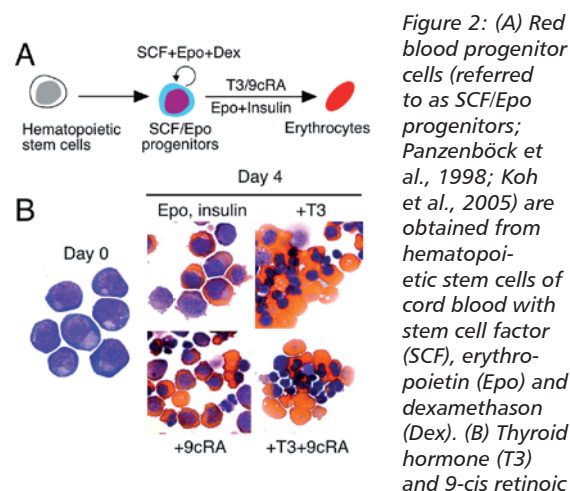 A
SCF+Epo+Dex
T3/9cRA
Epo+Insulin
Hematopoietic
stem cells
SCF/Epo
progenitors
Erythrocytes
B
Day 4
Epo, insulin
+T3
Day 0
+9cRA
+T3+9cRA
Figure 2: (A) Red
blood progenitor
cells (referred
to as SCF/Epo
progenitors;
Panzenböck et
al., 1998; Koh
et al., 2005) are
obtained from
hematopoi-
etic stem cells of
cord blood with
stem cell factor
(SCF), erythro-
poietin (Epo) and
dexamethason
(Dex). (B) Thyroid
hormone (T3)
and 9-cis retinoic